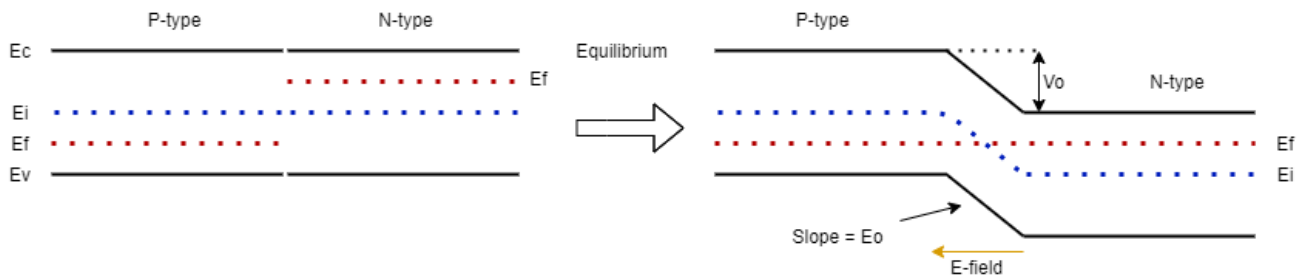 P-type
N-type
Ec
Ef
Ei
Ef
Ev
Equilibrium
P-type
Vo
N-type
Ef
Ei
Slope = Eo
E-field